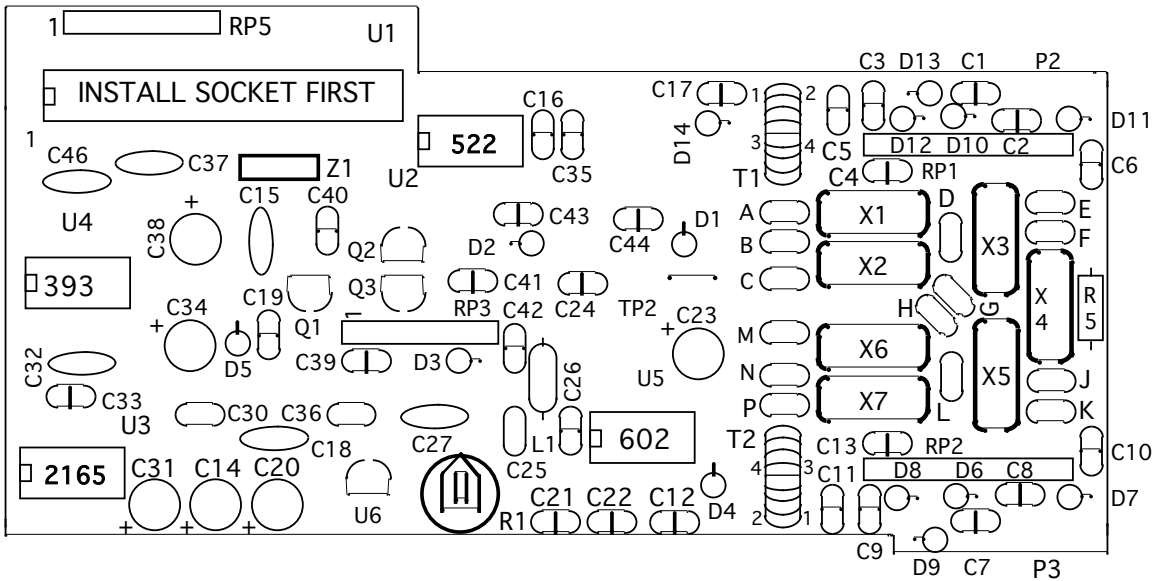 1 RP5 U1
INSTALL SOCKET FIRST
1
C46 C37 Z1 U2
522
C16
C35
C17
D14
1 2
3 4
T1
C3 D13 C1 P2
D11
C5
D12 D10 C2
C4 RP1
C6
U4
C38
+
C15 C40
C43
D2
C44 D1
A
B
C
X1
X2
D
X3
E
F
393
Q2
Q3
Q1
C41
RP3
C24
TP2
H
G
X
4
R
5
C34
+
C19
D5
1
C39
C42
D3
C23
+
U5
M
N
P
X6
X7
X5
L
J
K
C32
C33
U3
C30 C36
C18
C27
C26
L1
C25
602
T2
4 3
2 1
C13 RP2
C10
2165
C31 C14 C20
+ + +
U6
R1
C21 C22 C12
D4
C11
C9
D8 D6 C8
D7
D9 C7 P3